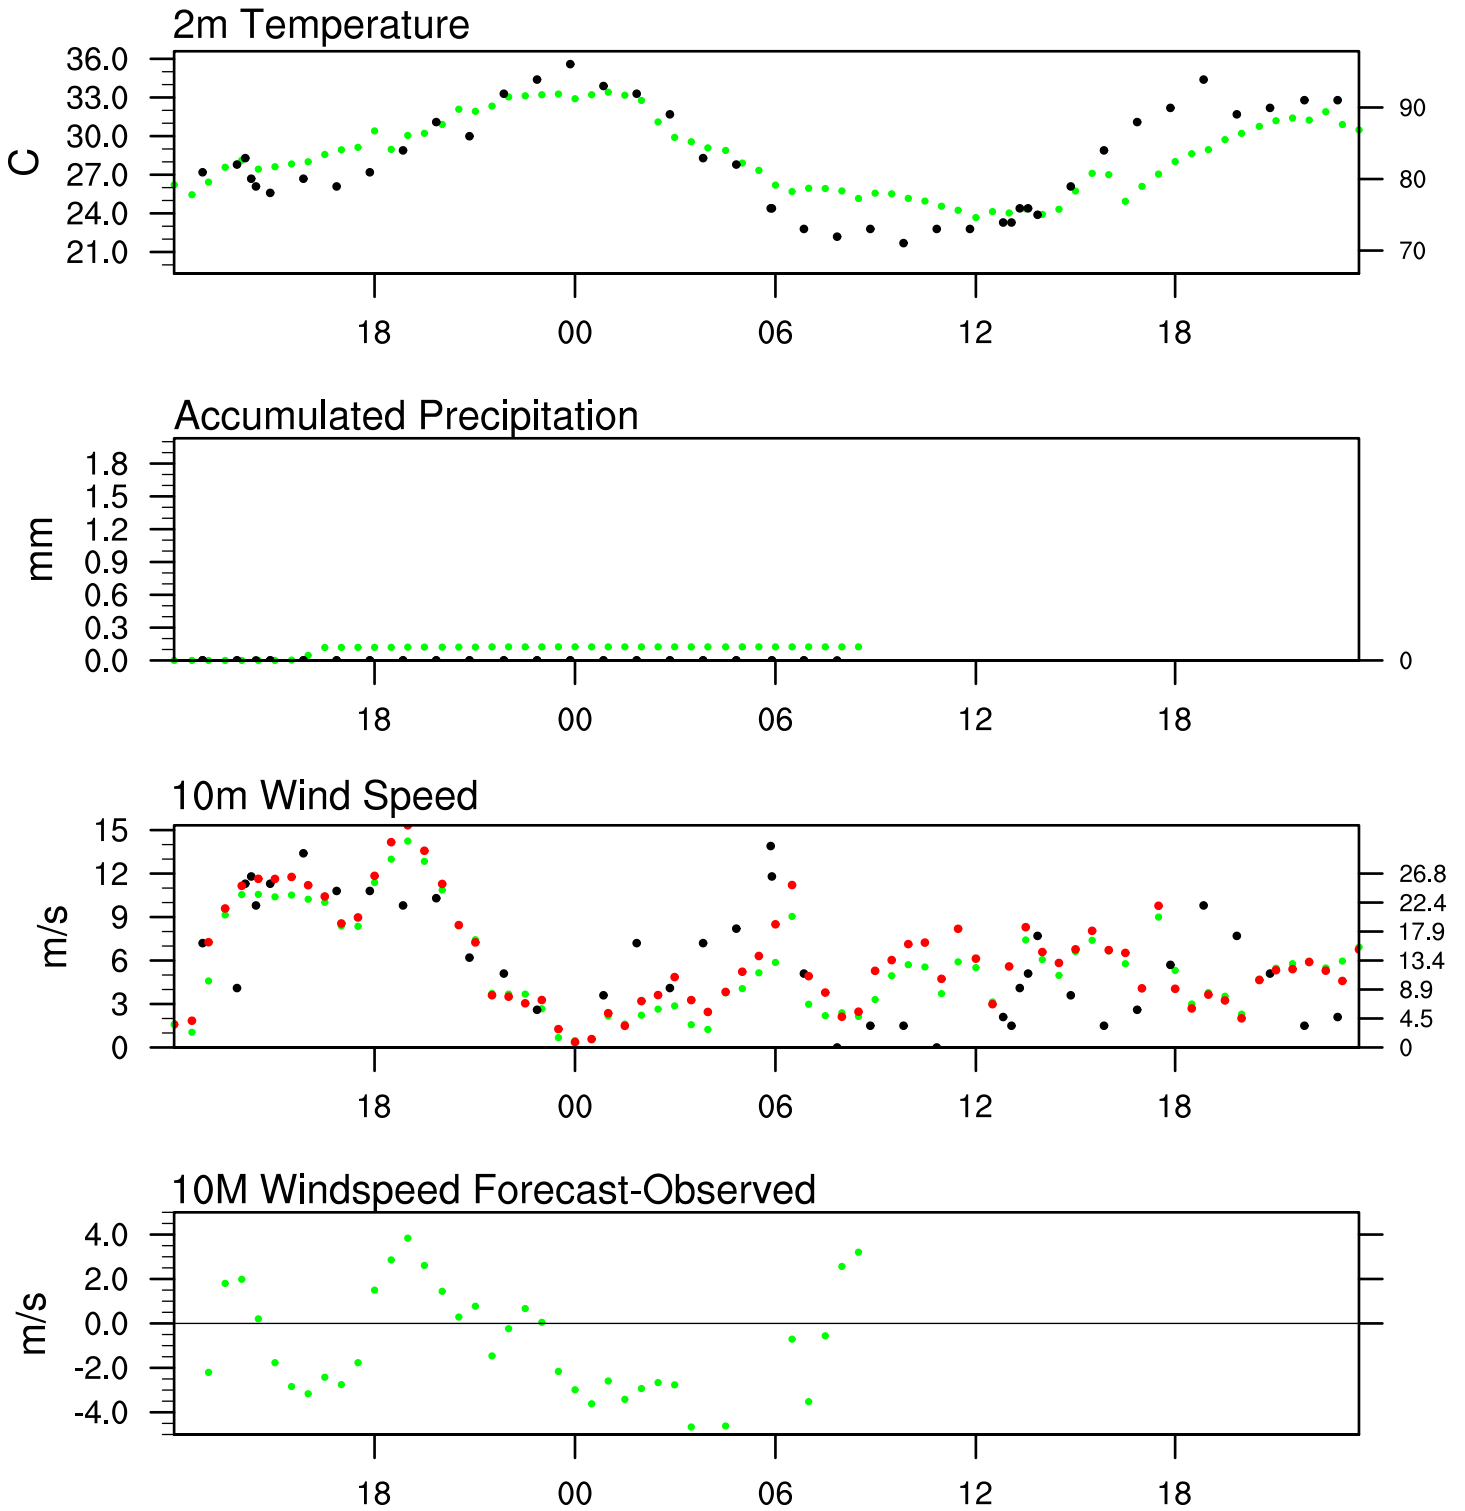 2m Temperature
36.0
33.0
30.0
27.0
24.0
21.0
C
90
80
70
18 00 06 12 18
Accumulated Precipitation
1.8
1.5
1.2
0.9
0.6
0.3
0.0
mm
0
18 00 06 12 18
10m Wind Speed
15
12
9
6
3
0
m/s
26.8
22.4
17.9
13.4
8.9
4.5
0
18 00 06 12 18
10M Windspeed Forecast-Observed
4.0
2.0
0.0
-2.0
-4.0
m/s
18 00 06 12 18